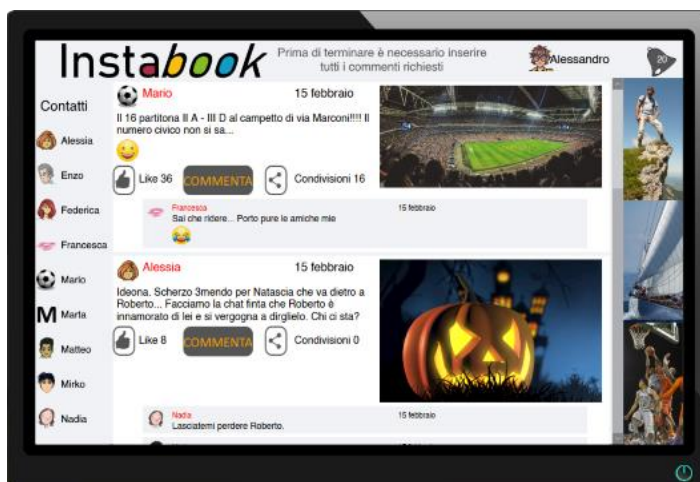 Instabook
Prima di terminare è necessario inserire
tutti i commenti richiesti
Alessandro
20
Contatti
Alessia
Enzo
Federica
Francesca
Mario
Marta
Matteo
Mirko
Nadia
Mario 15 febbraio
Il 16 partitona II A - III D al campetto di via Marconi!!!! Il
numero civico non si sa...
Like 36 COMMENTA Condivisioni 16
Francesca 15 febbraio
Sai che ridere... Porto pure le amiche mie
Alessia 15 febbraio
Ideona. Scherzo 3mendo per Natascia che va dietro a
Roberto... Facciamo la chat finta che Roberto è
innamorato di lei e si vergogna a dirglielo. Chi ci sta?
Like 8 COMMENTA Condivisioni 0
Nadia 15 febbraio
Lasciatemi perdere Roberto.